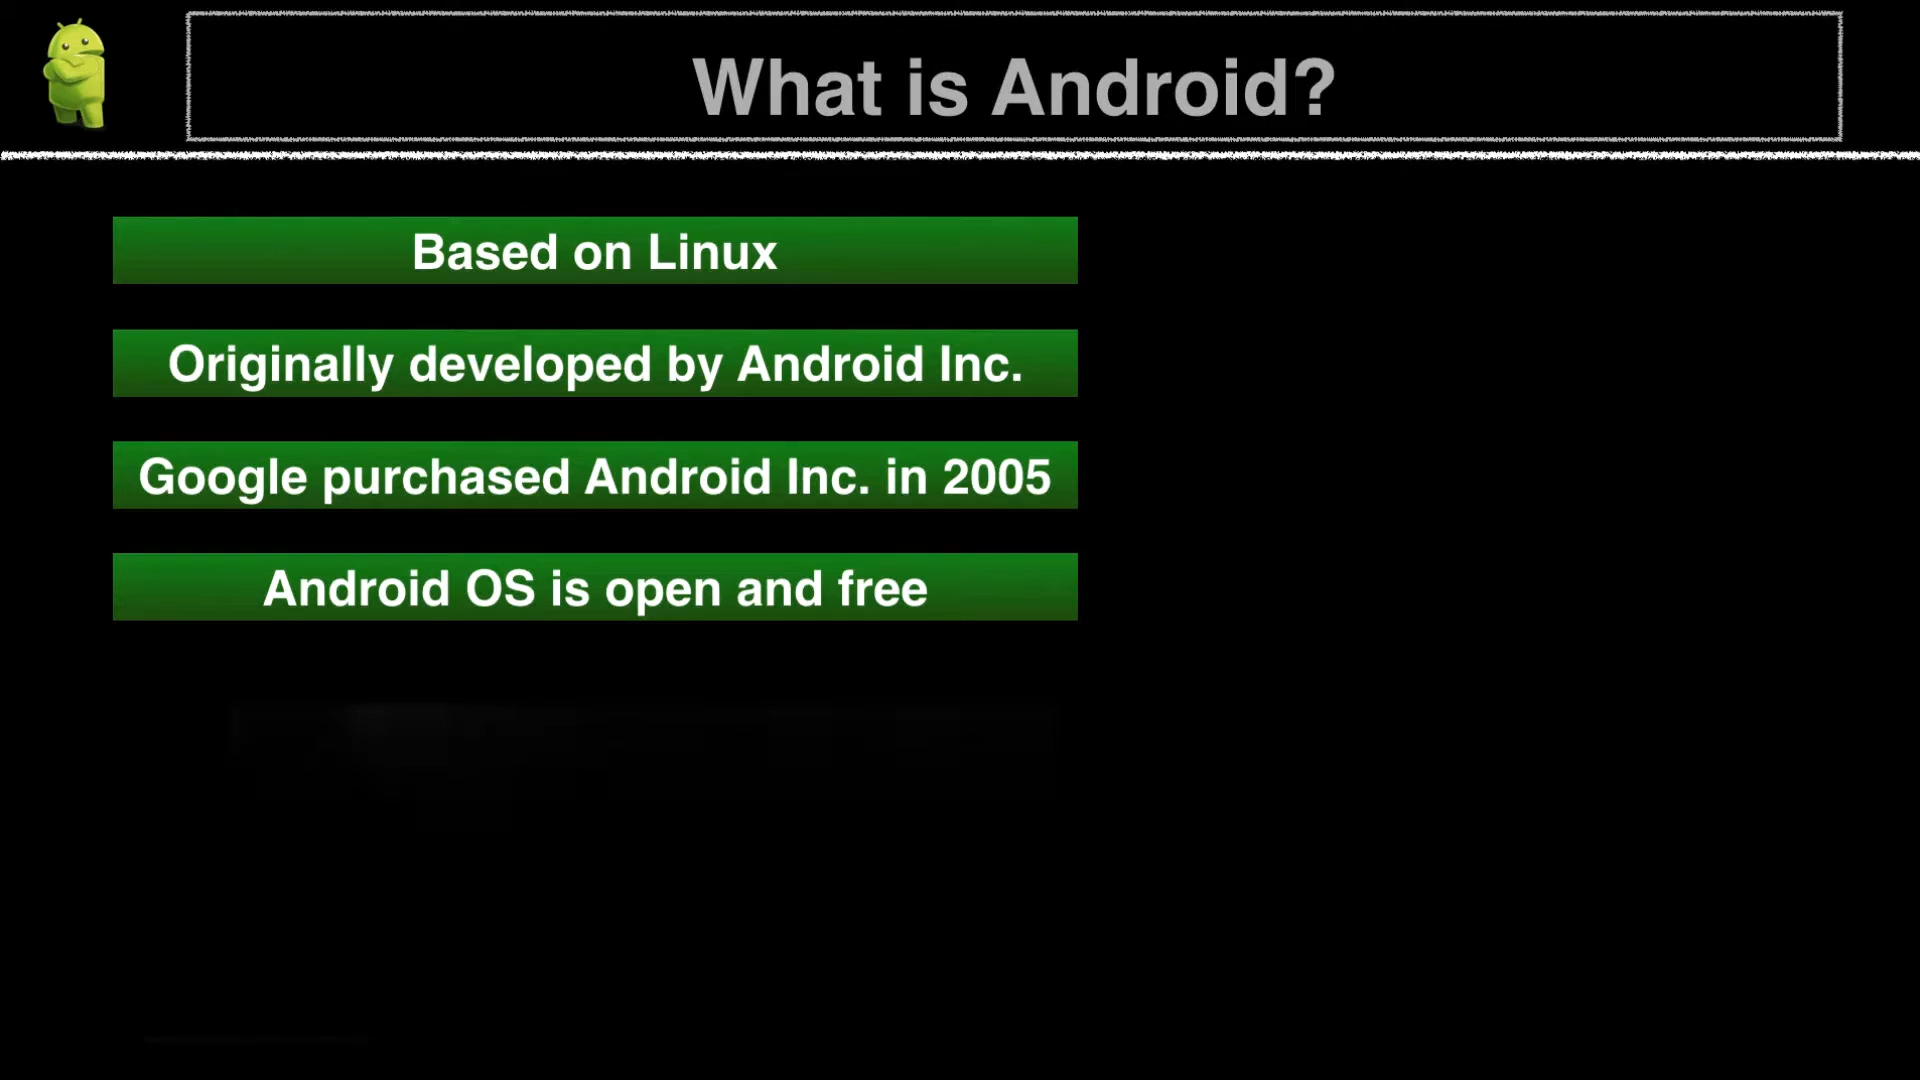 What is Android?
Based on Linux
Originally developed by Android Inc.
Google purchased Android Inc. in 2005
Android OS is open and free